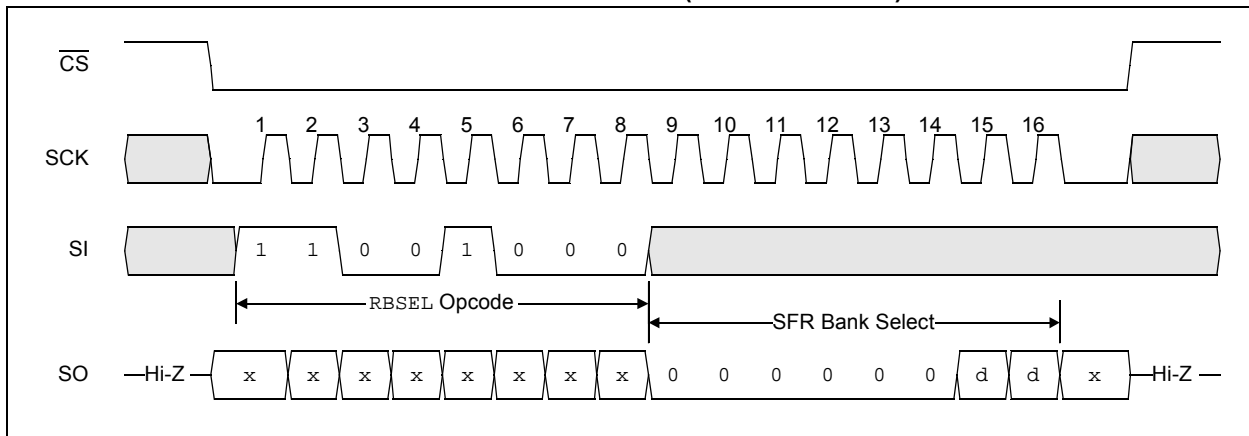 CS
1 2 3 4 5 6 7 8 9 10 11 12 13 14 15 16
SCK
SI 1 1 0 0 1 0 0 0
RBSEL Opcode
SFR Bank Select
SO Hi-Z x x x x x x x x 0 0 0 0 0 0 d d x Hi-Z